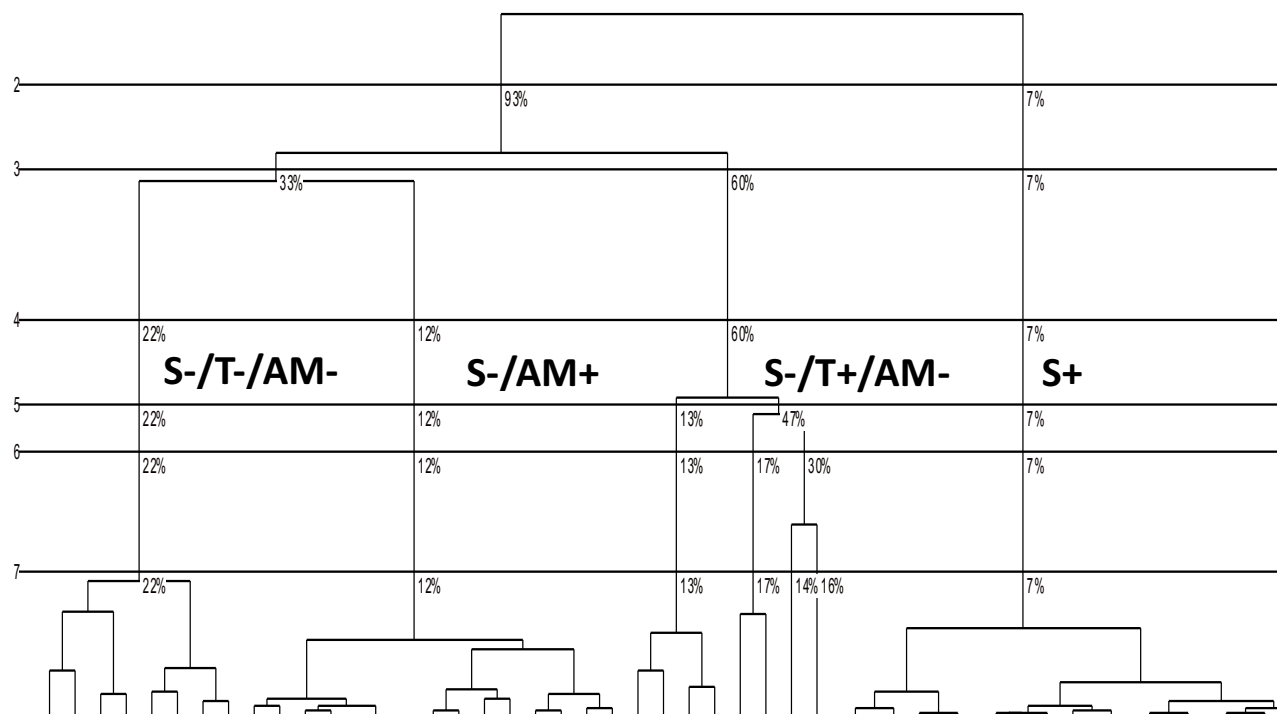 2
93% 7%
3
33% 60% 7%
4
22% 12% 60% 7%
S-/T-/AM- S-/AM+ S-/T+/AM- S+
5
22% 12% 13% 47% 7%
6
22% 12% 13% 17% 30% 7%
7
22% 12% 13% 17% 14% 16% 7%